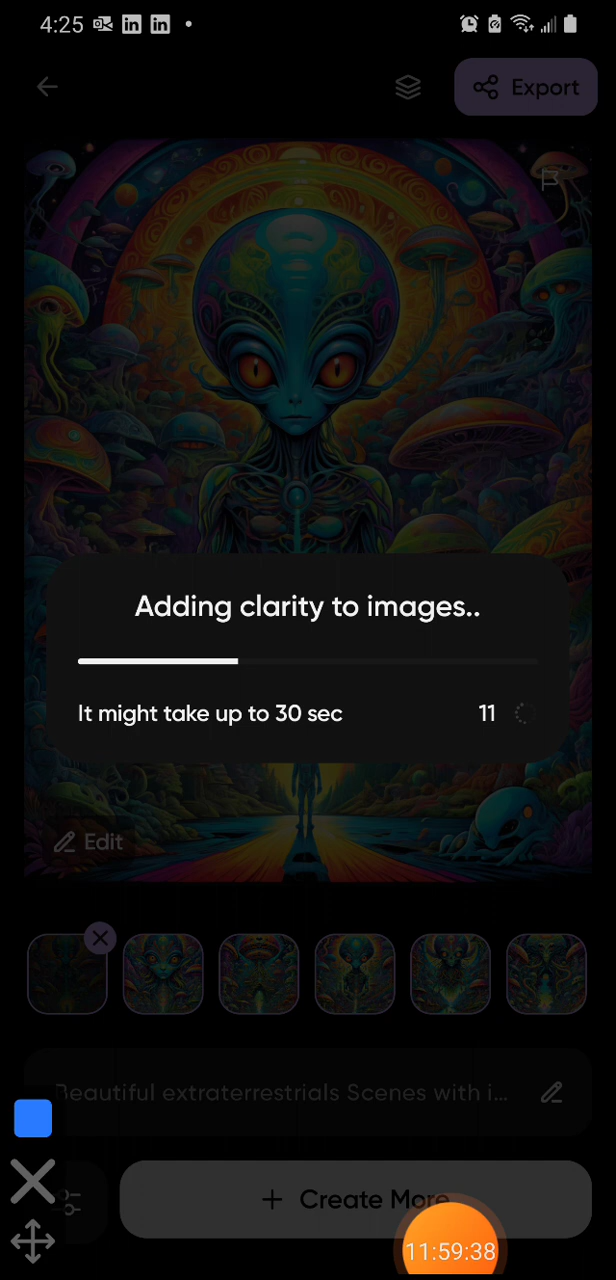 4:25
Export
Adding clarity to images..
It might take up to 30 sec 11
Edit
Beautiful extraterrestrials Scenes with i...
+ Create More
11:59:38